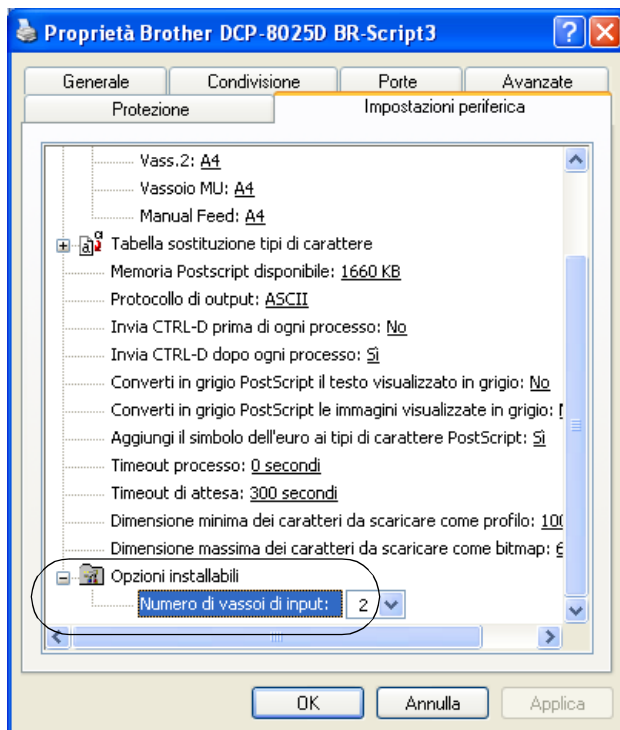 Proprietà Brother DCP-8025D BR-Script3
Generale Condivisione Porte Avanzate
Protezione Impostazioni periferica
Vass.2: A4
Vassoio MU: A4
Manual Feed: A4
Tabella sostituzione tipi di carattere
Memoria Postscript disponibile: 1660 KB
Protocollo di output: ASCII
Invia CTRL-D prima di ogni processo: No
Invia CTRL-D dopo ogni processo: Sì
Converti in grigio PostScript il testo visualizzato in grigio: No
Converti in grigio PostScript le immagini visualizzate in grigio:
Aggiungi il simbolo dell'euro ai tipi di carattere PostScript: Sì
Timeout processo: 0 secondi
Timeout di attesa: 300 secondi
Dimensione minima dei caratteri da scaricare come profilo:
Dimensione massima dei caratteri da scaricare come bitmap:
Opzioni installabili
Numero di vassoi di input: 2
OK Annulla Applica